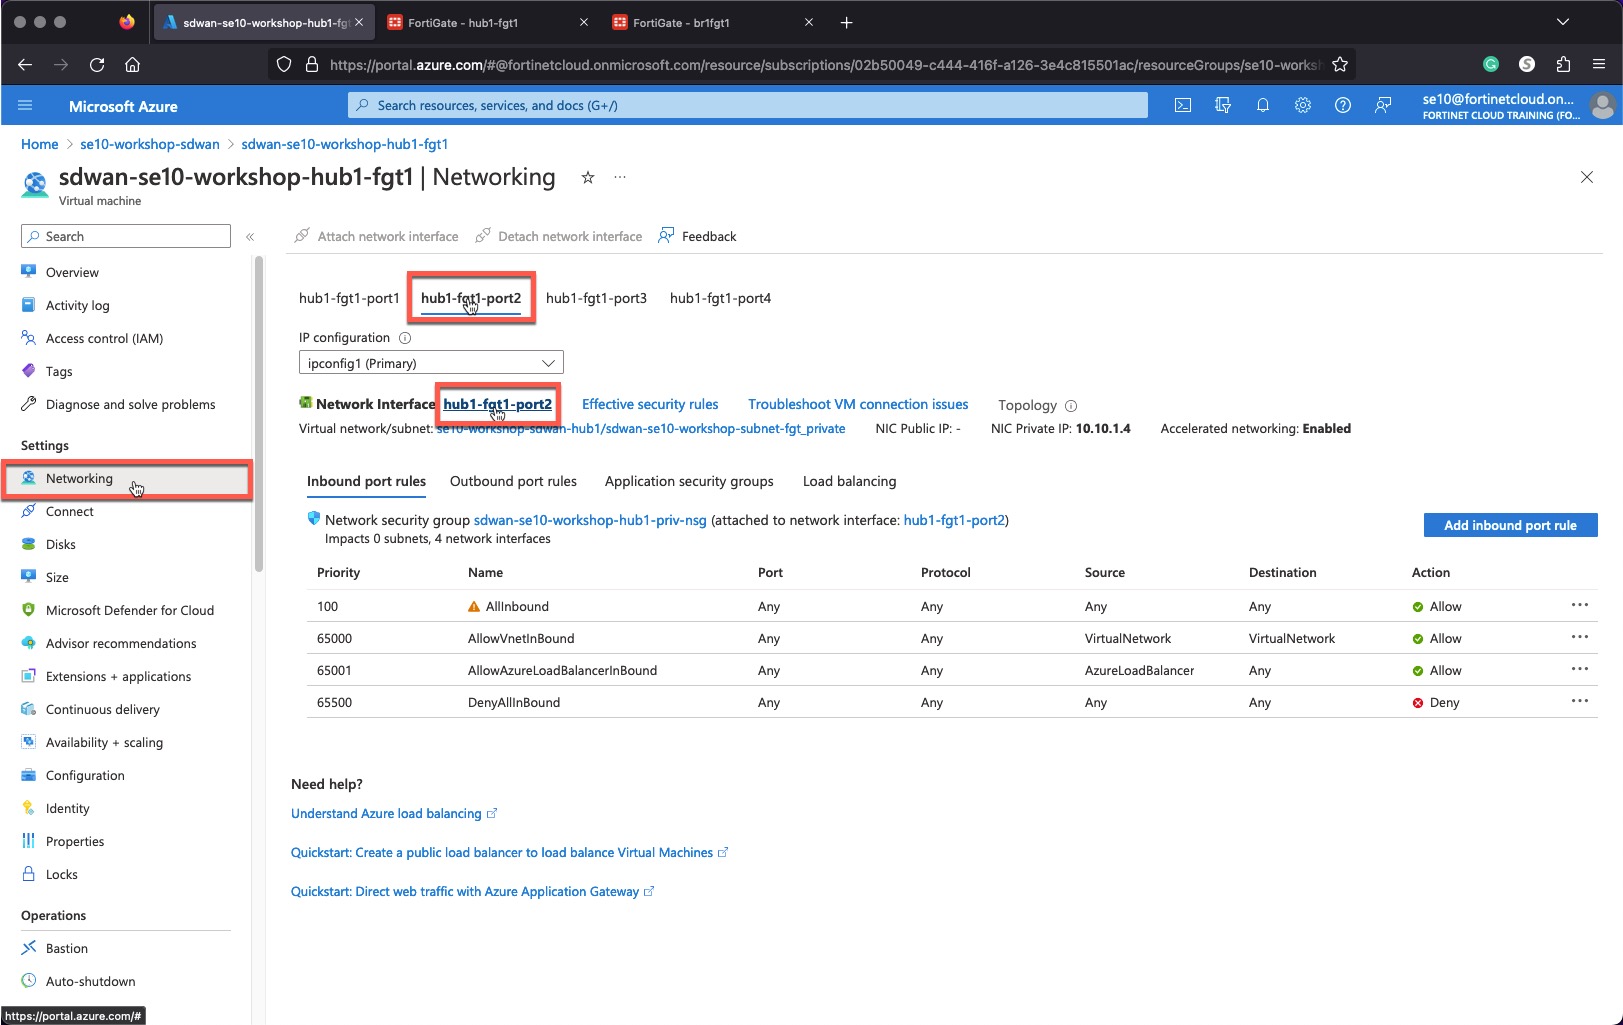 sdwan-se10-workshop-hub1-fgt
FortiGate - hub1-fgt1
FortiGate - br1fgt1
https://portal.azure.com/#@fortinetcloud.onmicrosoft.com/resource/subscriptions/02b50049-c444-416f-a126-3e4c815501ac/resourceGroups/se10-worksh
Microsoft Azure
Search resources, services, and docs (G+/)
se10@fortinetcloud.on...
FORTINET CLOUD TRAINING (FO...
Home > se10-workshop-sdwan > sdwan-se10-workshop-hub1-fgt1
sdwan-se10-workshop-hub1-fgt1 | Networking
Virtual machine
Search
Attach network interface
Detach network interface
Feedback
Overview
Activity log
Access control (IAM)
Tags
Diagnose and solve problems
Settings
Networking
Connect
Disks
Size
Microsoft Defender for Cloud
Advisor recommendations
Extensions + applications
Continuous delivery
Availability + scaling
Configuration
Identity
Properties
Locks
Operations
Bastion
Auto-shutdown
hub1-fgt1-port1 hub1-fgt1-port2 hub1-fgt1-port3 hub1-fgt1-port4
IP configuration
ipconfig1 (Primary)
Network Interface hub1-fgt1-port2 Effective security rules Troubleshoot VM connection issues Topology
Virtual network/subnet: se10-workshop-sdwan-hub1/sdwan-se10-workshop-subnet-fgt_private NIC Public IP: - NIC Private IP: 10.10.1.4 Accelerated networking: Enabled
Inbound port rules Outbound port rules Application security groups Load balancing
Network security group sdwan-se10-workshop-hub1-priv-nsg (attached to network interface: hub1-fgt1-port2)
Impacts 0 subnets, 4 network interfaces
Add inbound port rule
Priority Name Port Protocol Source Destination Action
100 AllInbound Any Any Any Any Allow
65000 AllowVnetInBound Any Any VirtualNetwork VirtualNetwork Allow
65001 AllowAzureLoadBalancerInBound Any Any AzureLoadBalancer Any Allow
65500 DenyAllInBound Any Any Any Any Deny
Need help?
Understand Azure load balancing
Quickstart: Create a public load balancer to load balance Virtual Machines
Quickstart: Direct web traffic with Azure Application Gateway
https://portal.azure.com/#